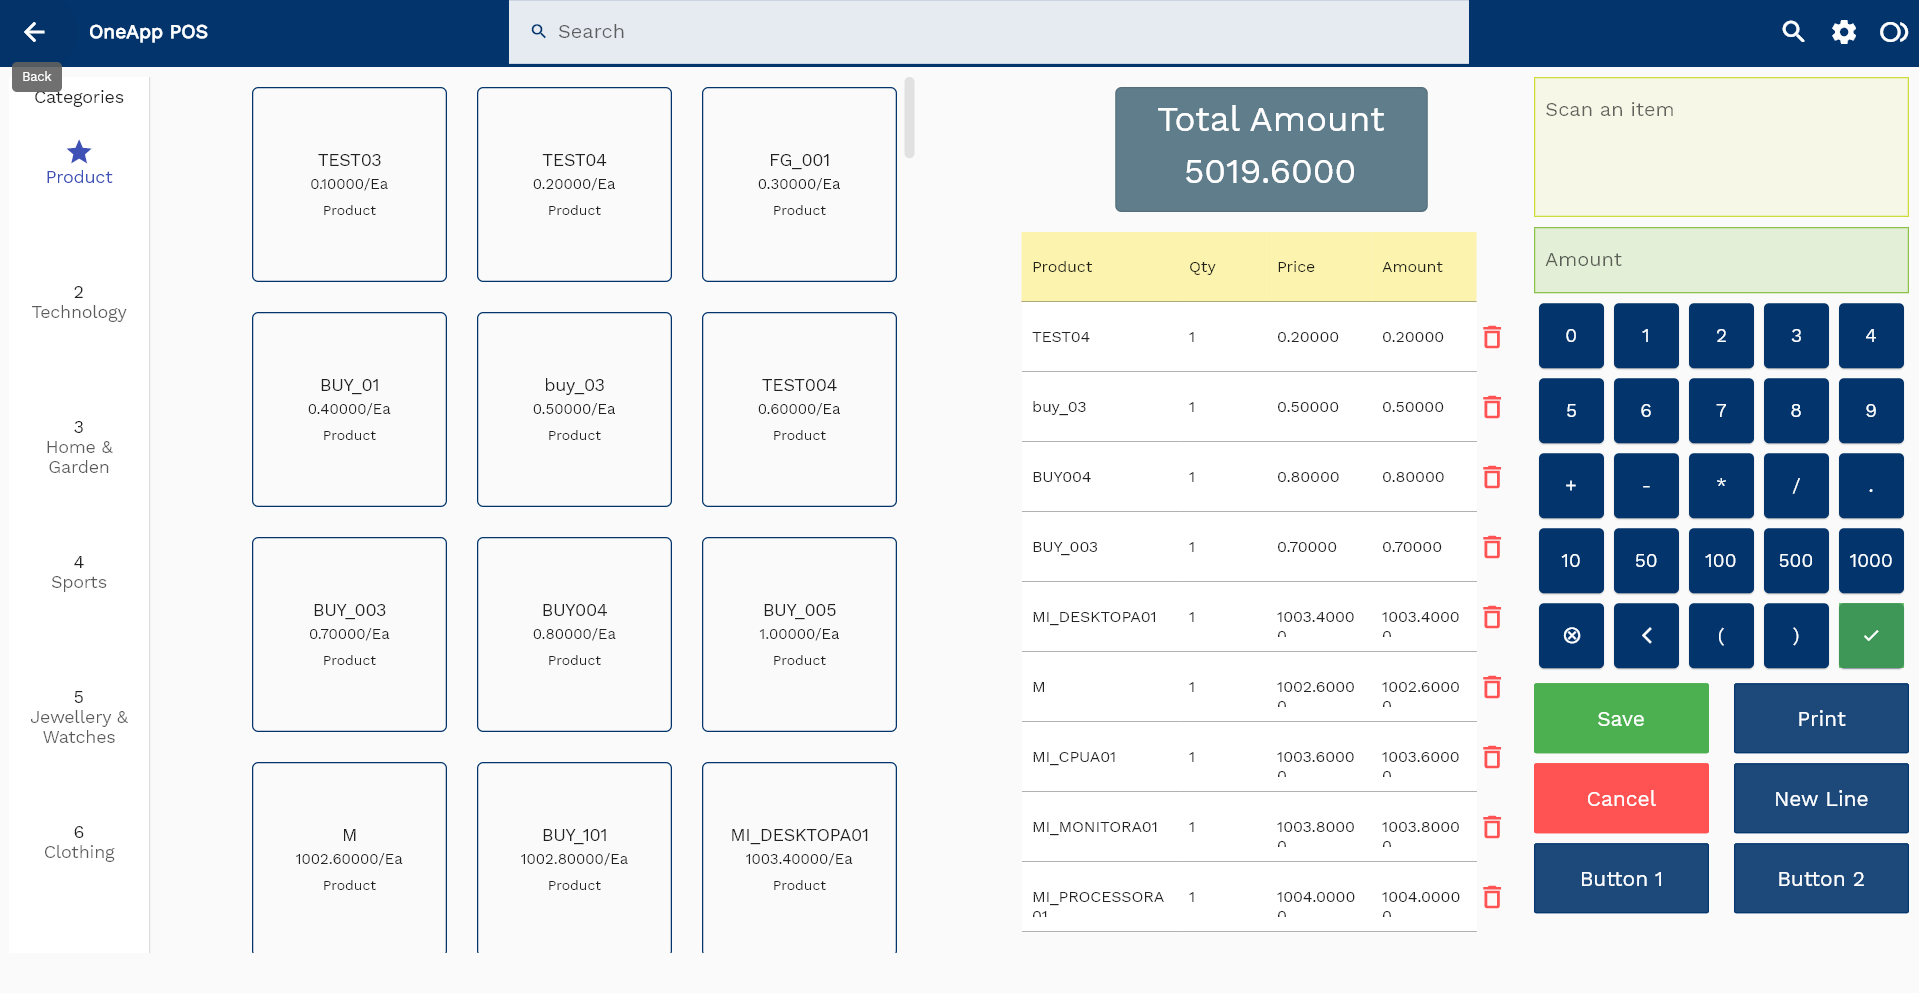 OneApp POS
Search
Back
Categories
Product
2
Technology
3
Home &
Garden
4
Sports
5
Jewellery &
Watches
6
Clothing
TEST03
0.10000/Ea
Product
TEST04
0.20000/Ea
Product
FG_001
0.30000/Ea
Product
BUY_01
0.40000/Ea
Product
buy_03
0.50000/Ea
Product
TEST004
0.60000/Ea
Product
BUY_003
0.70000/Ea
Product
BUY004
0.80000/Ea
Product
BUY_005
1.00000/Ea
Product
M
1002.60000/Ea
Product
BUY_101
1002.80000/Ea
Product
MI_DESKTOPA01
1003.40000/Ea
Product
Total Amount
5019.6000
Product Qty Price Amount
TEST04 1 0.20000 0.20000
buy_03 1 0.50000 0.50000
BUY004 1 0.80000 0.80000
BUY_003 1 0.70000 0.70000
MI_DESKTOPA01 1 1003.4000 1003.4000
0 0
M 1 1002.6000 1002.6000
0 0
MI_CPUA01 1 1003.6000 1003.6000
0 0
MI_MONITORA01 1 1003.8000 1003.8000
0 0
MI_PROCESSORA 1 1004.0000 1004.0000
01 0 0
Scan an item
Amount
0 1 2 3 4
5 6 7 8 9
+ - * / .
10 50 100 500 1000
( )
Save Print
Cancel New Line
Button 1 Button 2